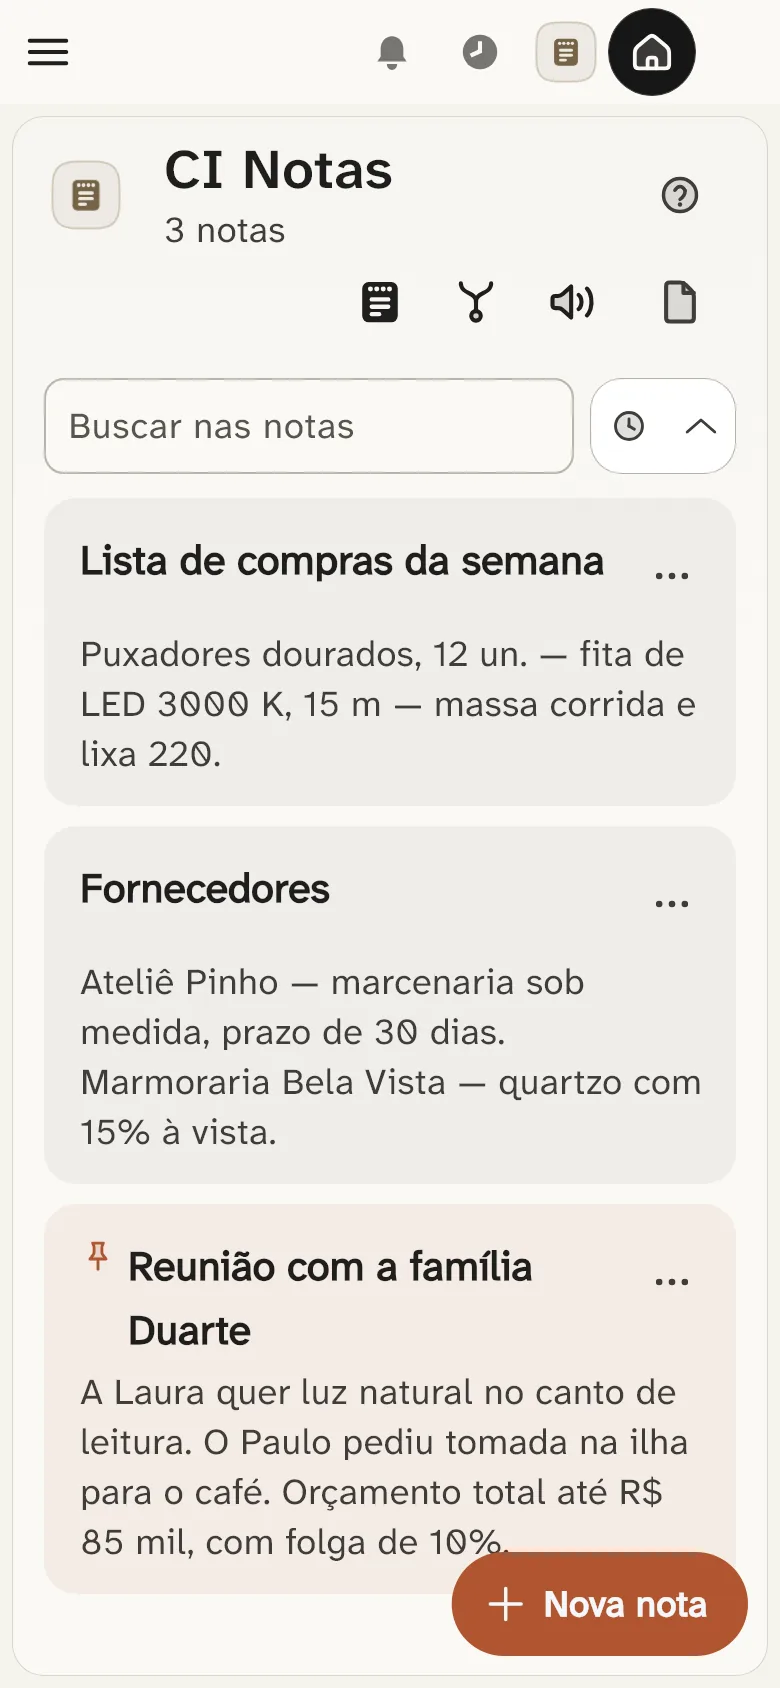 CI Notas
3 notas
Buscar nas notas
Lista de compras da semana
Puxadores dourados, 12 un. — fita de
LED 3000 K, 15 m — massa corrida e
lixa 220.
Fornecedores
Ateliê Pinho — marcenaria sob
medida, prazo de 30 dias.
Marmoraria Bela Vista — quartzo com
15% à vista.
Reunião com a família
Duarte
A Laura quer luz natural no canto de
leitura. O Paulo pediu tomada na ilha
para o café. Orçamento total até R$
85 mil, com folga de 10%.
Nova nota